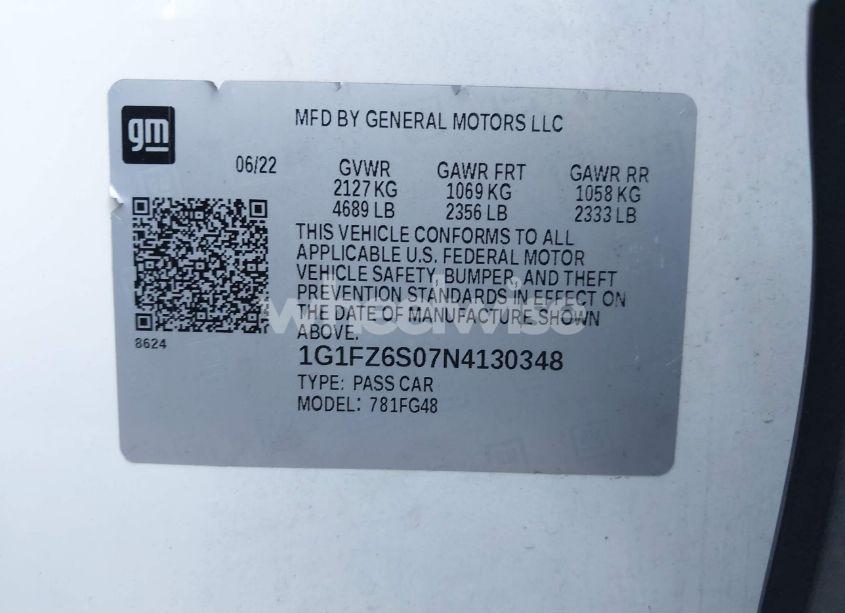 gm
MFD BY GENERAL MOTORS LLC
06/22 GVWR GAWR FRT GAWR RR
2127 KG 1069 KG 1058 KG
4689 LB 2356 LB 2333 LB
THIS VEHICLE CONFORMS TO ALL
APPLICABLE U.S. FEDERAL MOTOR
VEHICLE SAFETY, BUMPER, AND THEFT
PREVENTION STANDARDS IN EFFECT ON
THE DATE OF MANUFACTURE SHOWN
ABOVE.
8624
1G1FZ6S07N4130348
TYPE: PASS CAR
MODEL: 781FG48
wheelwise